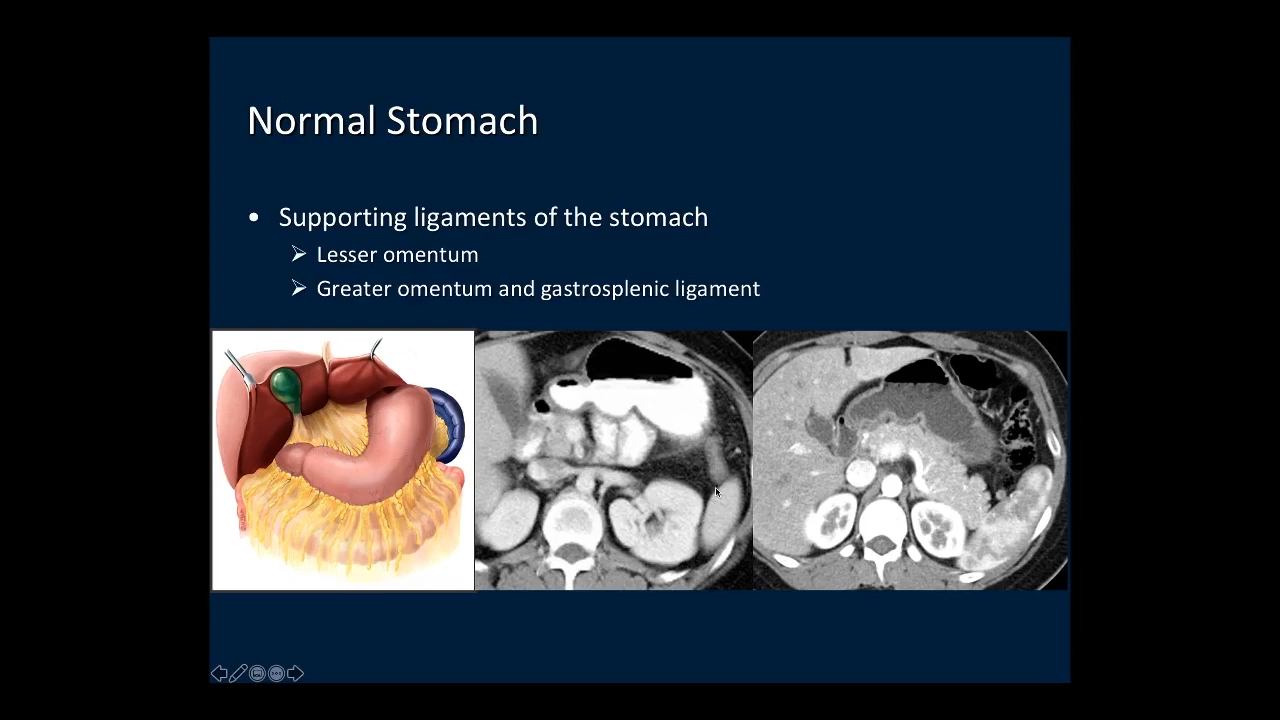 Normal Stomach
• Supporting ligaments of the stomach
➢ Lesser omentum
➢ Greater omentum and gastrosplenic ligament